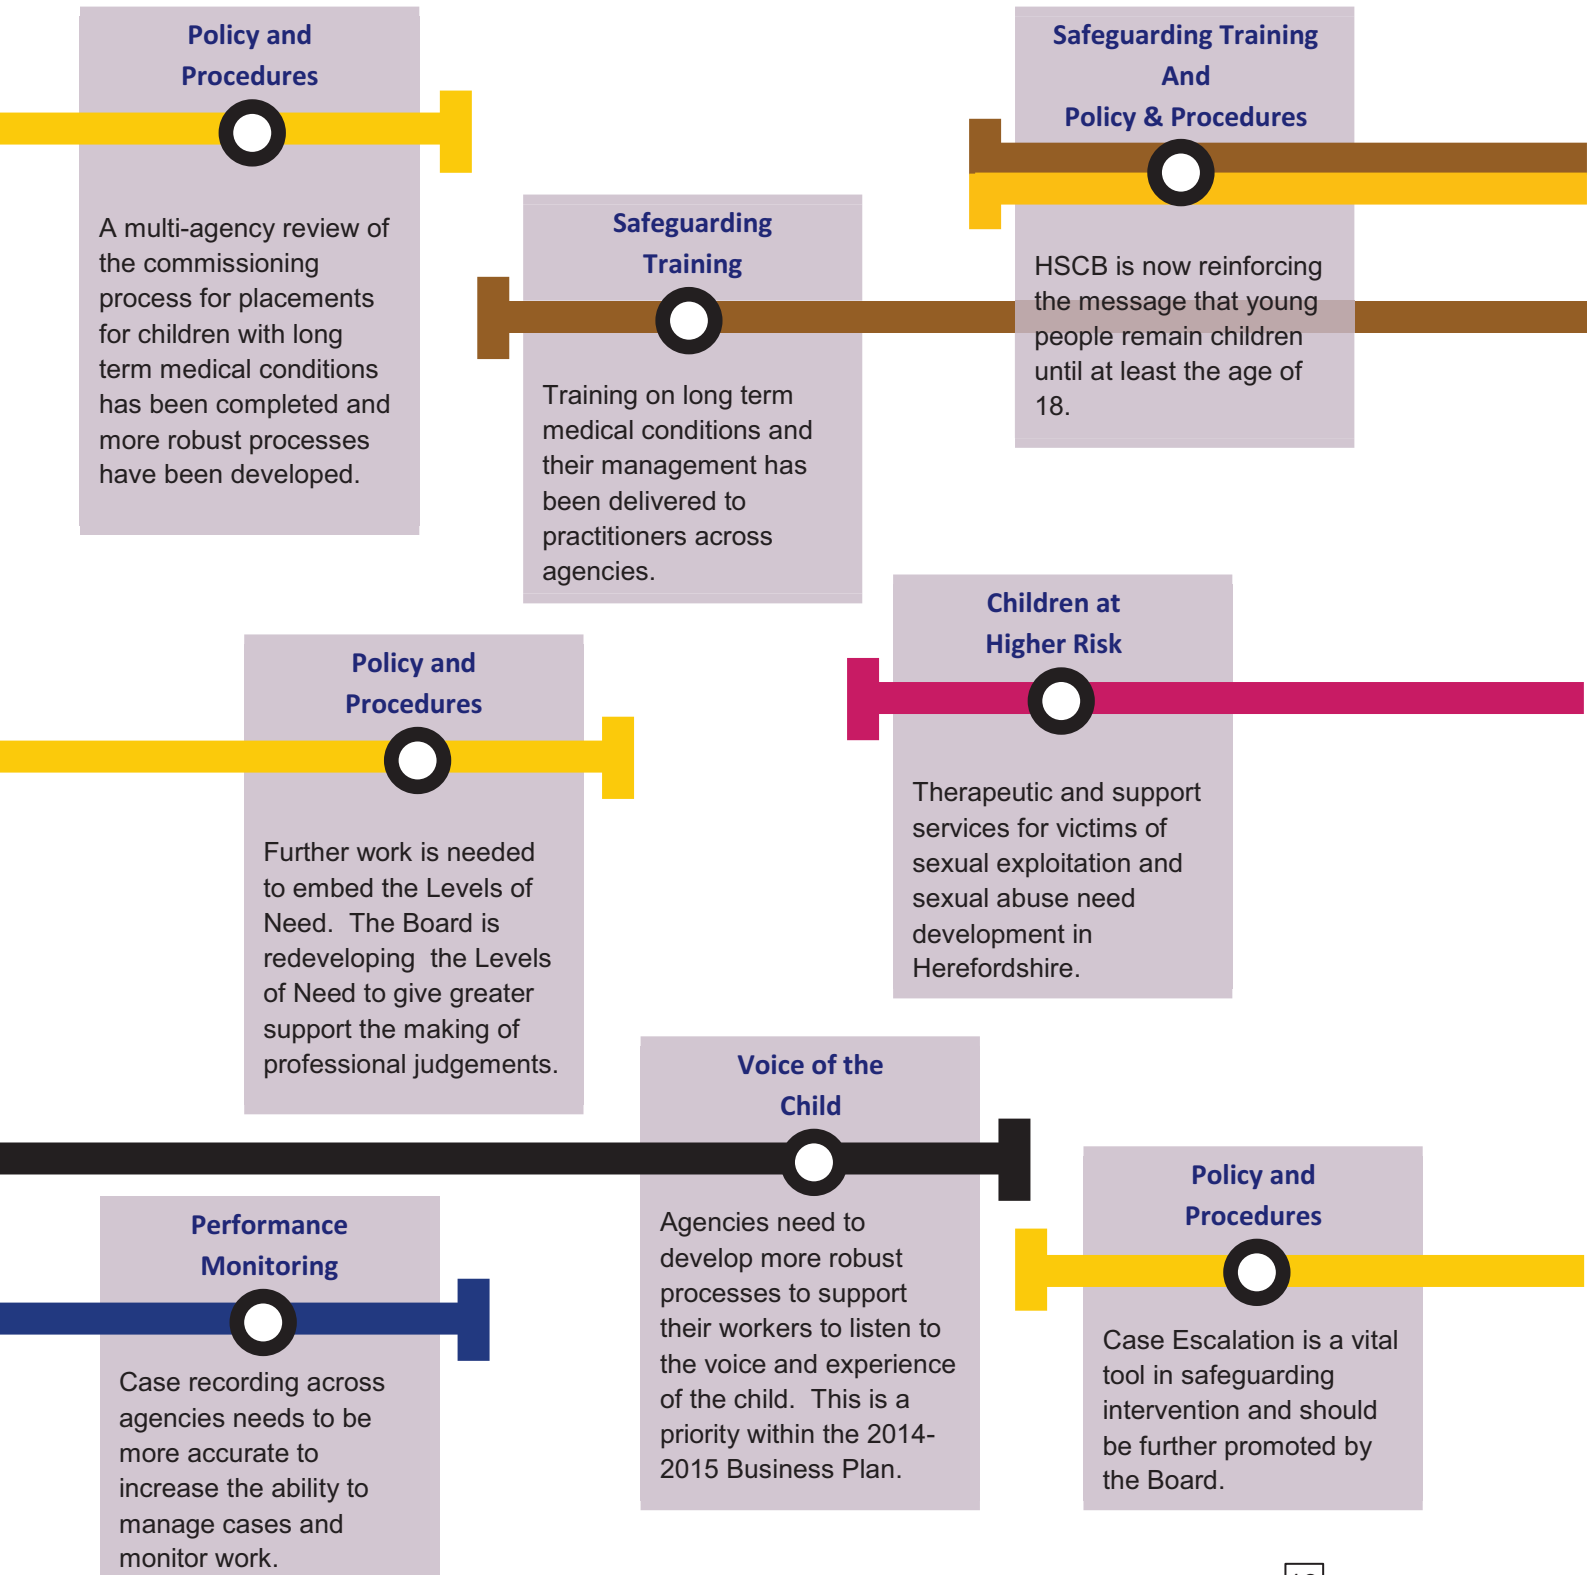 Policy and
Procedures
A multi-agency review of
the commissioning
process for placements
for children with long
term medical conditions
has been completed and
more robust processes
have been developed.
Safeguarding
Training
Training on long term
medical conditions and
their management has
been delivered to
practitioners across
agencies.
Safeguarding Training
And
Policy & Procedures
HSCB is now reinforcing
the message that young
people remain children
until at least the age of
18.
Policy and
Procedures
Further work is needed
to embed the Levels of
Need.  The Board is
redeveloping  the Levels
of Need to give greater
support the making of
professional judgements.
Children at
Higher Risk
Therapeutic and support
services for victims of
sexual exploitation and
sexual abuse need
development in
Herefordshire.
Voice of the
Child
Agencies need to
develop more robust
processes to support
their workers to listen to
the voice and experience
of the child.  This is a
priority within the 2014-
2015 Business Plan.
Performance
Monitoring
Case recording across
agencies needs to be
more accurate to
increase the ability to
manage cases and
monitor work.
Policy and
Procedures
Case Escalation is a vital
tool in safeguarding
intervention and should
be further promoted by
the Board.